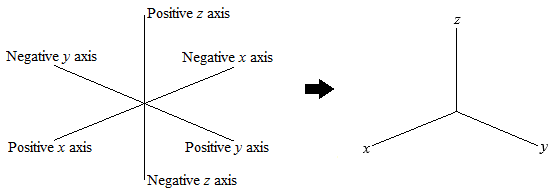 Positive z axis
Negative y axis
Negative x axis
Positive x axis
Positive y axis
Negative z axis
z
x
y